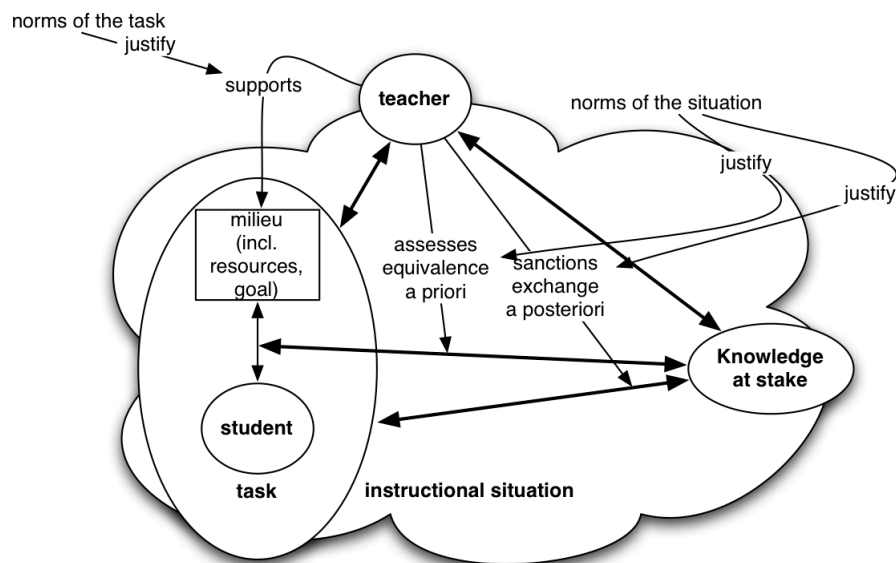 norms of the task
justify
supports
teacher
norms of the situation
justify
justify
milieu
(incl.
resources,
goal)
assesses
equivalence
a priori
sanctions
exchange
a posteriori
Knowledge
at stake
student
task
instructional situation